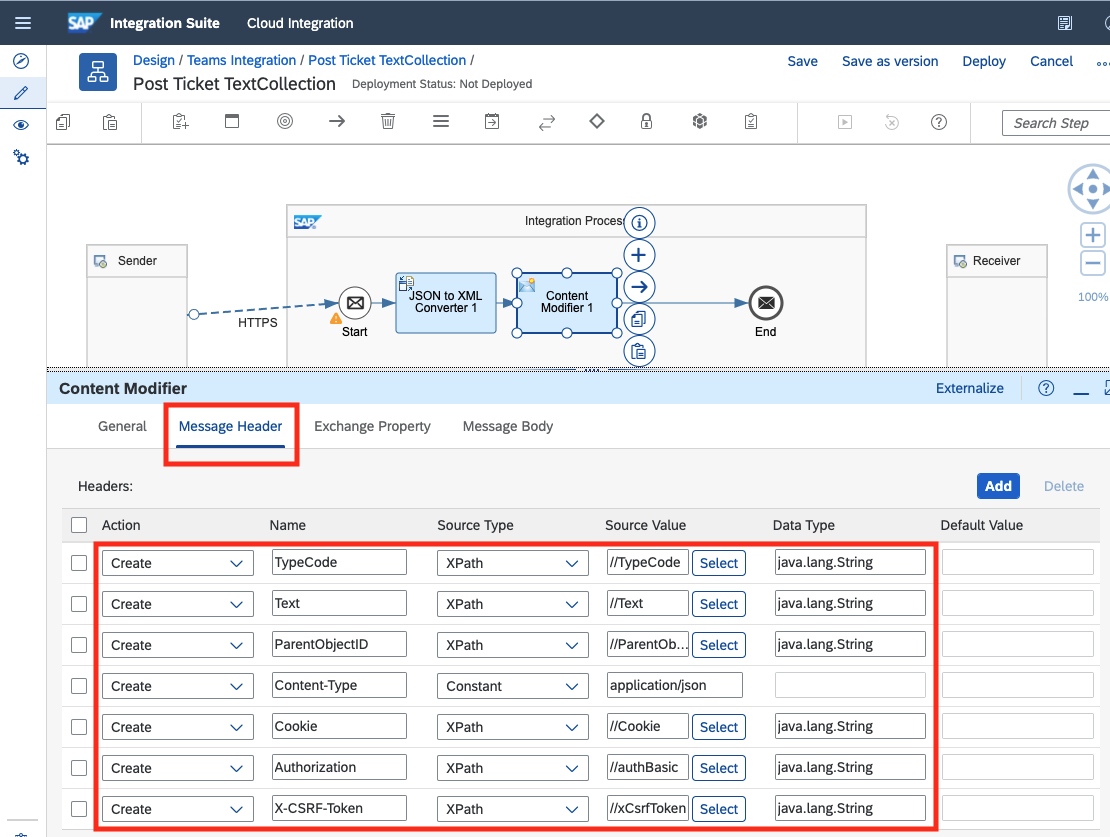 SAP Integration Suite Cloud Integration
Design / Teams Integration / Post Ticket TextCollection /
Post Ticket TextCollection Deployment Status: Not Deployed
Save Save as version Deploy Cancel
Search Step
SAP Integration Process
Sender
Receiver
HTTPS
Start
JSON to XML
Converter 1
Content
Modifier 1
End
100%
Content Modifier Externalize
General Message Header Exchange Property Message Body
Headers: Add Delete
Action Name Source Type Source Value Data Type Default Value
Create TypeCode XPath //TypeCode Select java.lang.String
Create Text XPath //Text Select java.lang.String
Create ParentObjectID XPath //ParentOb... Select java.lang.String
Create Content-Type Constant application/json
Create Cookie XPath //Cookie Select java.lang.String
Create Authorization XPath //authBasic Select java.lang.String
Create X-CSRF-Token XPath //xCsrfToken Select java.lang.String